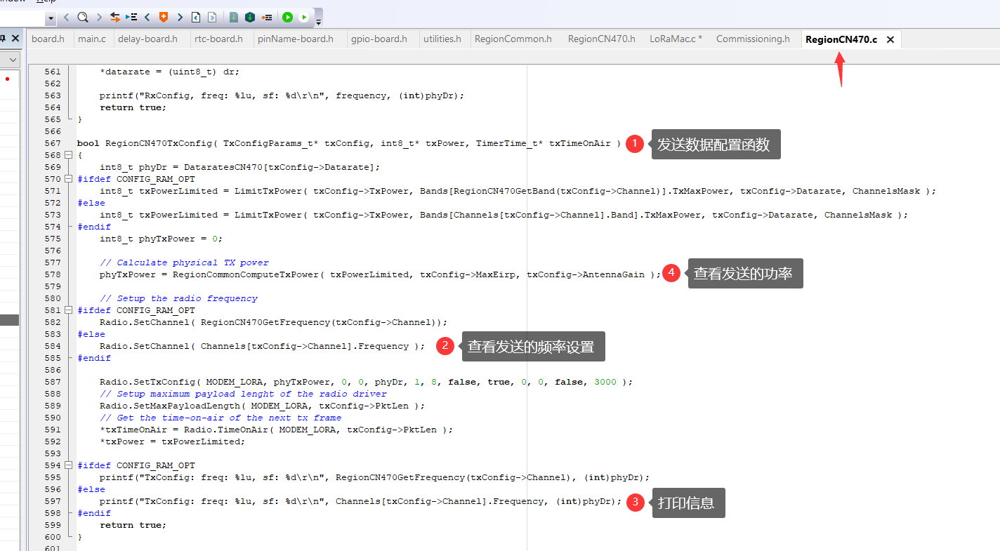 Help
board.h main.c delay-board.h rtc-board.h pinName-board.h gpio-board.h utilities.h RegionCommon.h RegionCN470.h LoRaMac.c * Commissioning.h RegionCN470.c
561 *datarate = (uint8_t) dr;
562
563 printf("RxConfig, freq: %lu, sf: %d\r\n", frequency, (int)phyDr);
564 return true;
565 }
566
567 bool RegionCN470TxConfig( TxConfigParams_t* txConfig, int8_t* txPower, TimerTime_t* txTimeOnAir ) 1 发送数据配置函数
568 {
569 int8_t phyDr = DataratesCN470[txConfig->Datarate];
570 #ifdef CONFIG_RAM_OPT
571 int8_t txPowerLimited = LimitTxPower( txConfig->TxPower, Bands[RegionCN470GetBand(txConfig->Channel)].TxMaxPower, txConfig->Datarate, ChannelsMask );
572 #else
573 int8_t txPowerLimited = LimitTxPower( txConfig->TxPower, Bands[Channels[txConfig->Channel].Band].TxMaxPower, txConfig->Datarate, ChannelsMask );
574 #endif
575 int8_t phyTxPower = 0;
576
577 // Calculate physical TX power
578 phyTxPower = RegionCommonComputeTxPower( txPowerLimited, txConfig->MaxEirp, txConfig->AntennaGain ); 4 查看发送的功率
579
580 // Setup the radio frequency
581 #ifdef CONFIG_RAM_OPT
582 Radio.SetChannel( RegionCN470GetFrequency(txConfig->Channel));
583 #else
584 Radio.SetChannel( Channels[txConfig->Channel].Frequency ); 2 查看发送的频率设置
585 #endif
586
587 Radio.SetTxConfig( MODEM_LORA, phyTxPower, 0, 0, phyDr, 1, 8, false, true, 0, 0, false, 3000 );
588 // Setup maximum payload lenght of the radio driver
589 Radio.SetMaxPayloadLength( MODEM_LORA, txConfig->PktLen );
590 // Get the time-on-air of the next tx frame
591 *txTimeOnAir = Radio.TimeOnAir( MODEM_LORA, txConfig->PktLen );
592 *txPower = txPowerLimited;
593
594 #ifdef CONFIG_RAM_OPT
595 printf("TxConfig: freq: %lu, sf: %d\r\n", RegionCN470GetFrequency(txConfig->Channel), (int)phyDr);
596 #else
597 printf("TxConfig: freq: %lu, sf: %d\r\n", Channels[txConfig->Channel].Frequency, (int)phyDr); 3 打印信息
598 #endif
599 return true;
600 }
601